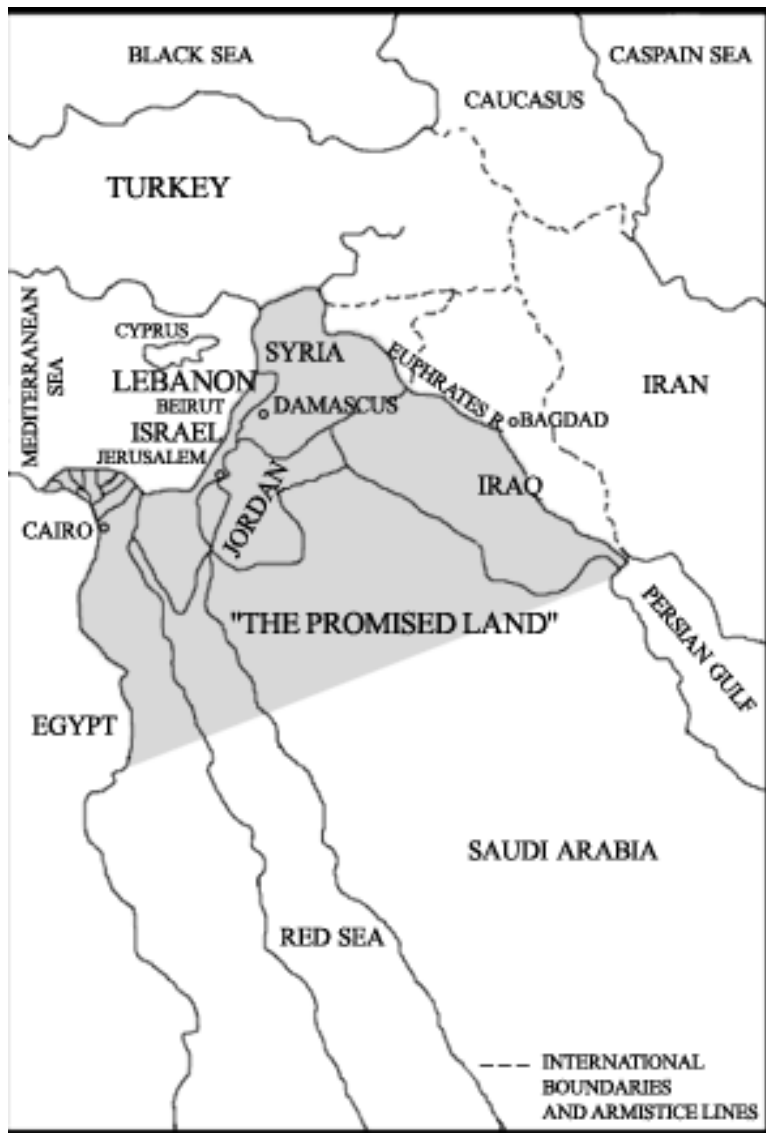 BLACK SEA
CASPAIN SEA
CAUCASUS
TURKEY
MEDITERRANEAN
SEA
CYPRUS
SYRIA
LEBANON
EUPHRATES R
IRAN
BEIRUT
DAMASCUS
BAGDAD
ISRAEL
JERUSALEM
JORDAN
IRAQ
CAIRO
"THE PROMISED LAND"
PERSIAN GULF
EGYPT
SAUDI ARABIA
RED SEA
--- INTERNATIONAL
BOUNDARIES
AND ARMISTICE LINES